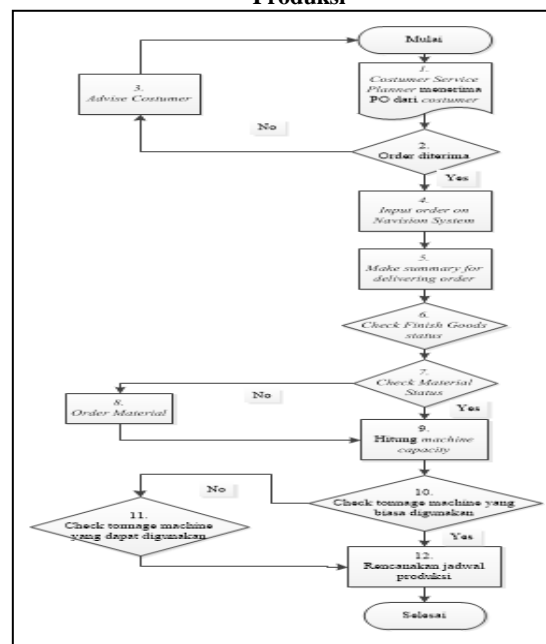 Produksi
Mulai
1.
Costumer Service
Planner menerima
PO dari costumer
3.
Advise Costumer
No
2.
Order diterima
Yes
4.
Input order on
Navision System
5.
Make summary for
delivering order
6.
Check Finish Goods
status
7.
Check Material
Status
No
8.
Order Material
Yes
9.
Hitung machine
capacity
No
10.
Check tonnage machine yang
biasa digunakan
11.
Check tonnage machine
yang dapat digunakan
Yes
12.
Rencanakan jadwal
produksi
Selesai